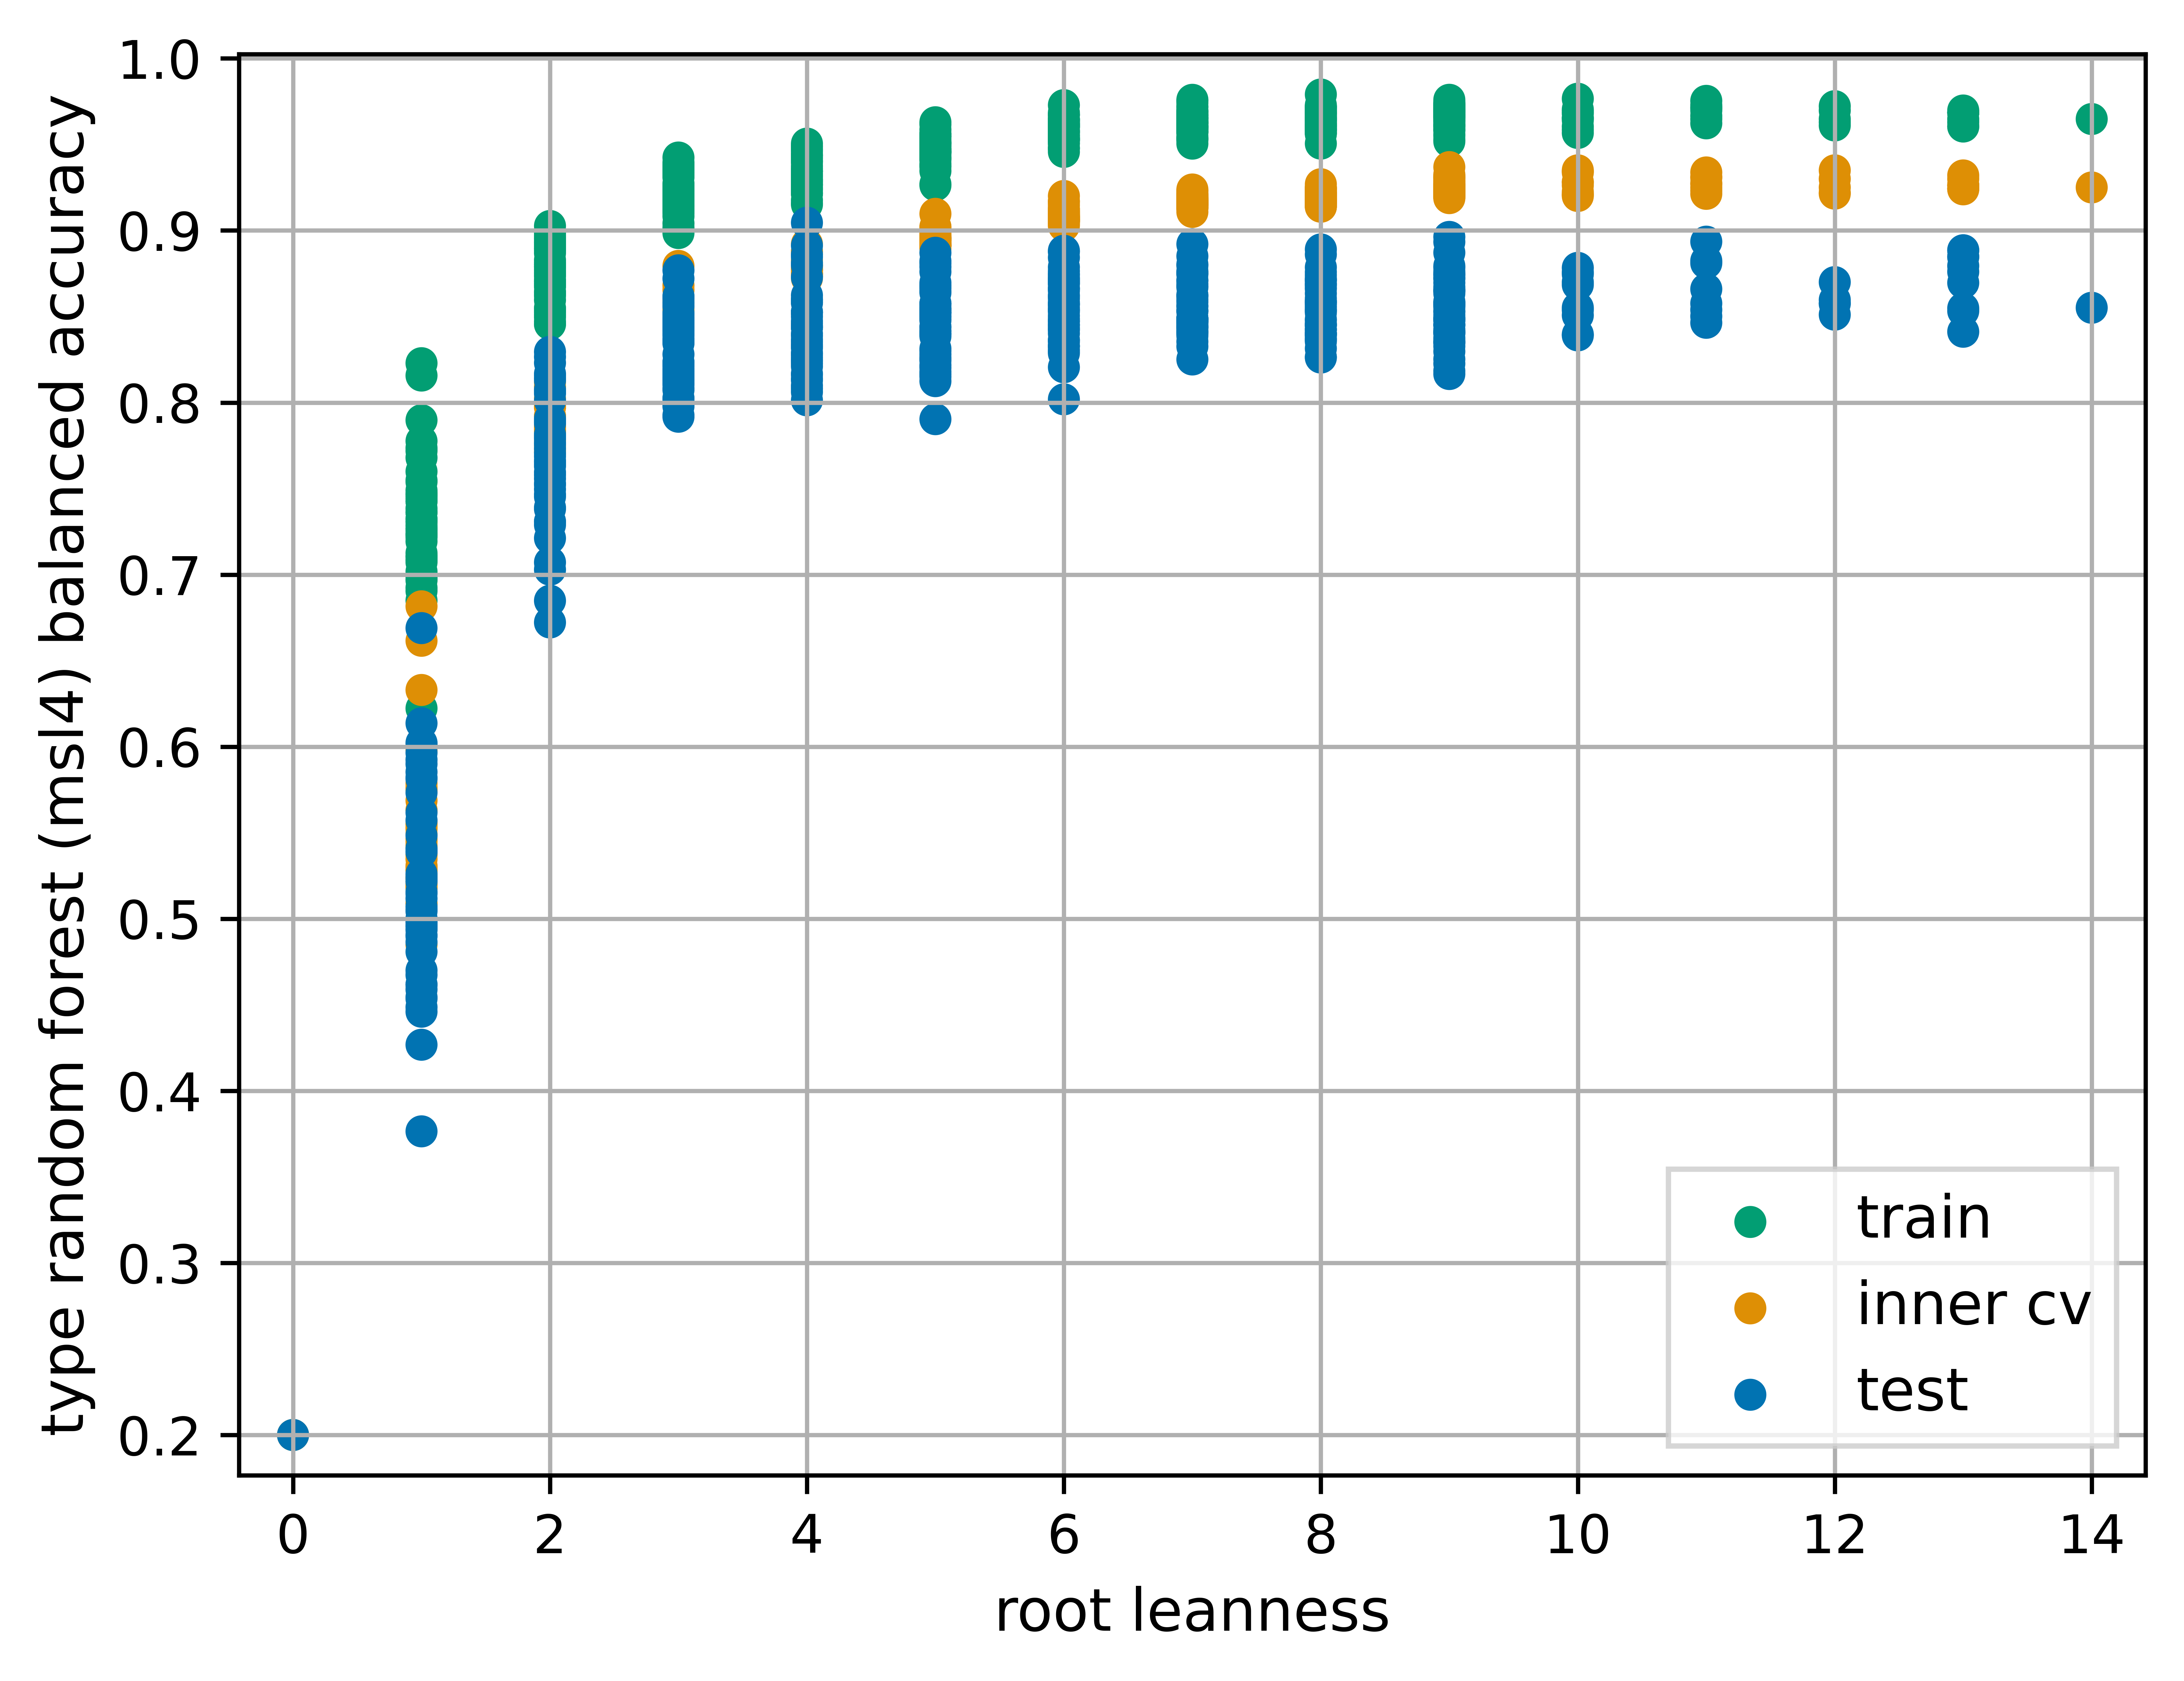 type random forest (msl4) balanced accuracy
1.0
0.9
0.8
0.7
0.6
0.5
0.4
0.3
0.2
0 2 4 6 8 10 12 14
root leanness
train
inner cv
test